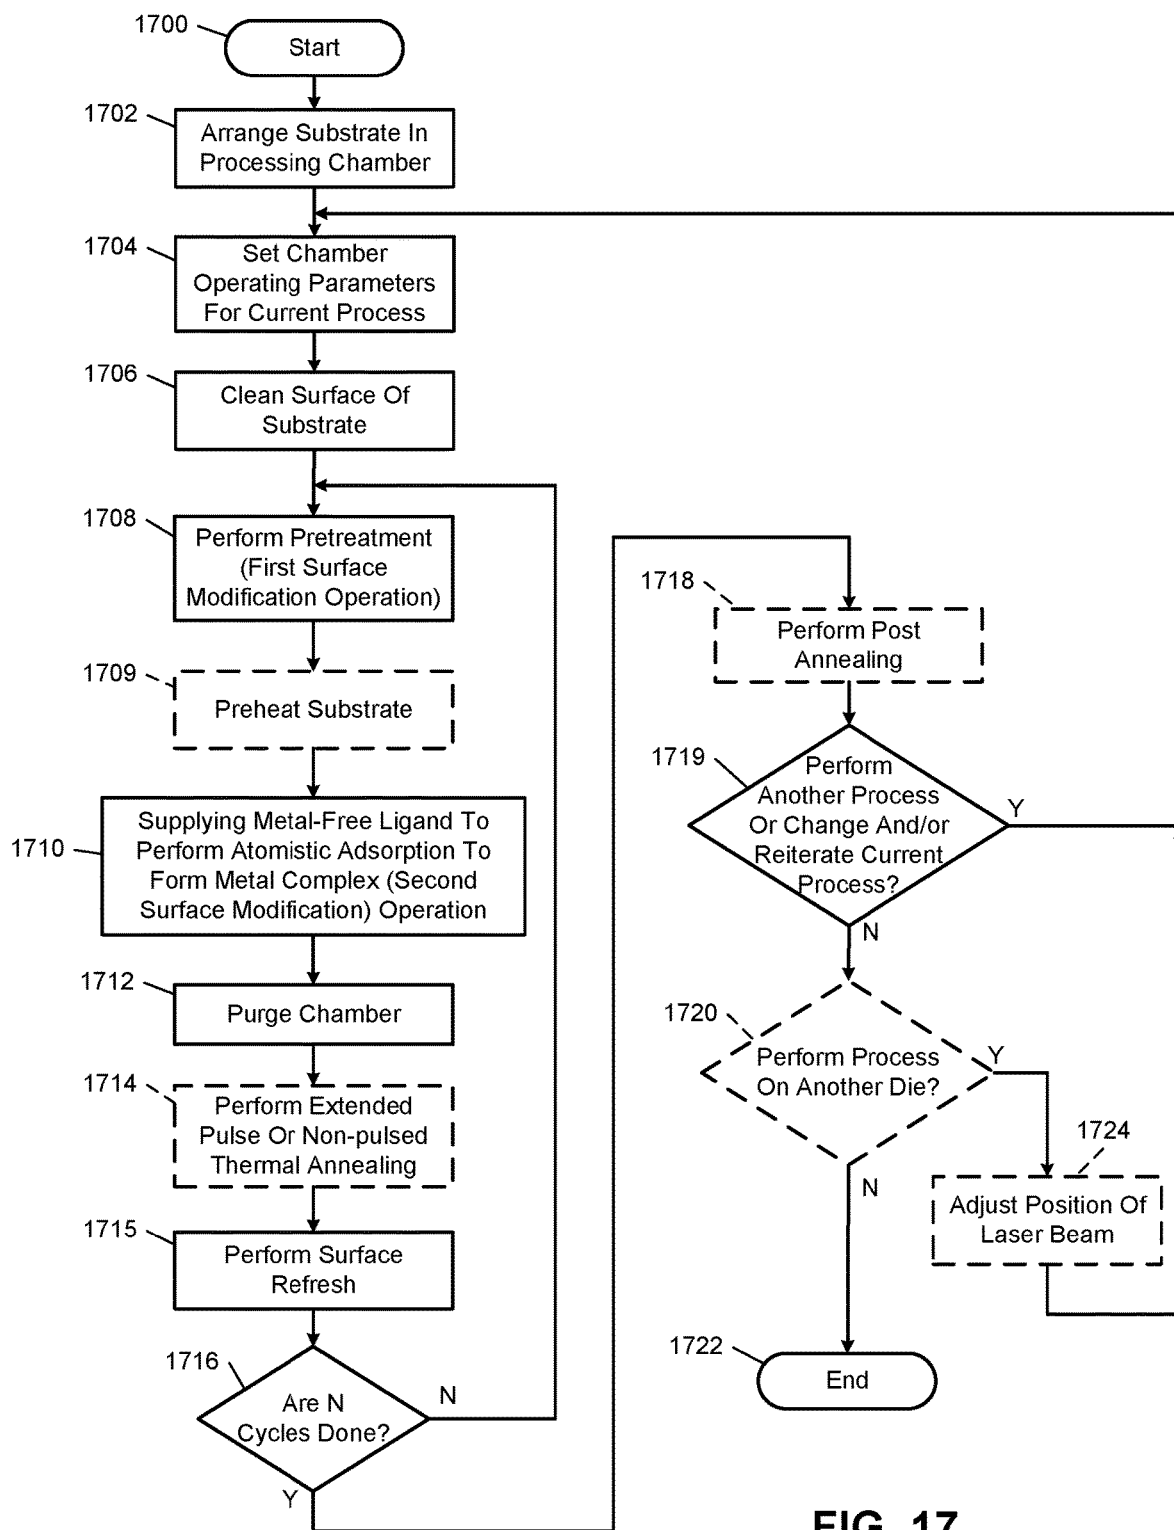 1700
Start
1702
Arrange Substrate In
Processing Chamber
1704
Set Chamber
Operating Parameters
For Current Process
1706
Clean Surface Of
Substrate
1708
Perform Pretreatment
(First Surface
Modification Operation)
1709
Preheat Substrate
1710
Supplying Metal-Free Ligand To
Perform Atomistic Adsorption To
Form Metal Complex (Second
Surface Modification) Operation
1712
Purge Chamber
1714
Perform Extended
Pulse Or Non-pulsed
Thermal Annealing
1715
Perform Surface
Refresh
1716
Are N
Cycles Done?
N
Y
1718
Perform Post
Annealing
1719
Perform
Another Process
Or Change And/or
Reiterate Current
Process?
Y
N
1720
Perform Process
On Another Die?
Y
N
1724
Adjust Position Of
Laser Beam
1722
End
FIG. 17